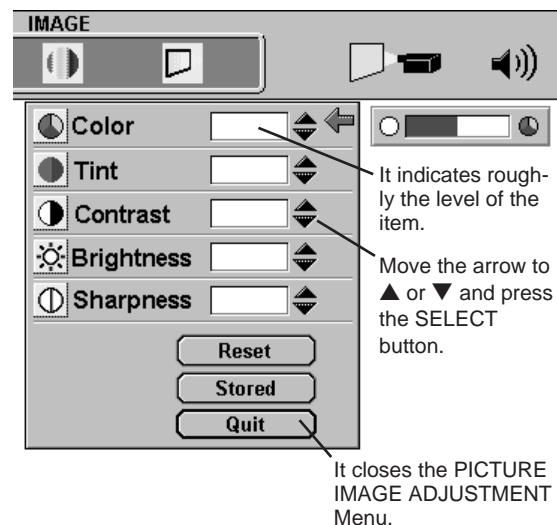 IMAGE
Color
Tint
Contrast
Brightness
Sharpness
Reset
Stored
Quit
It indicates rough-
ly the level of the
item.
Move the arrow to
▲ or ▼ and press
the SELECT
button.
It closes the PICTURE
IMAGE ADJUSTMENT
Menu.